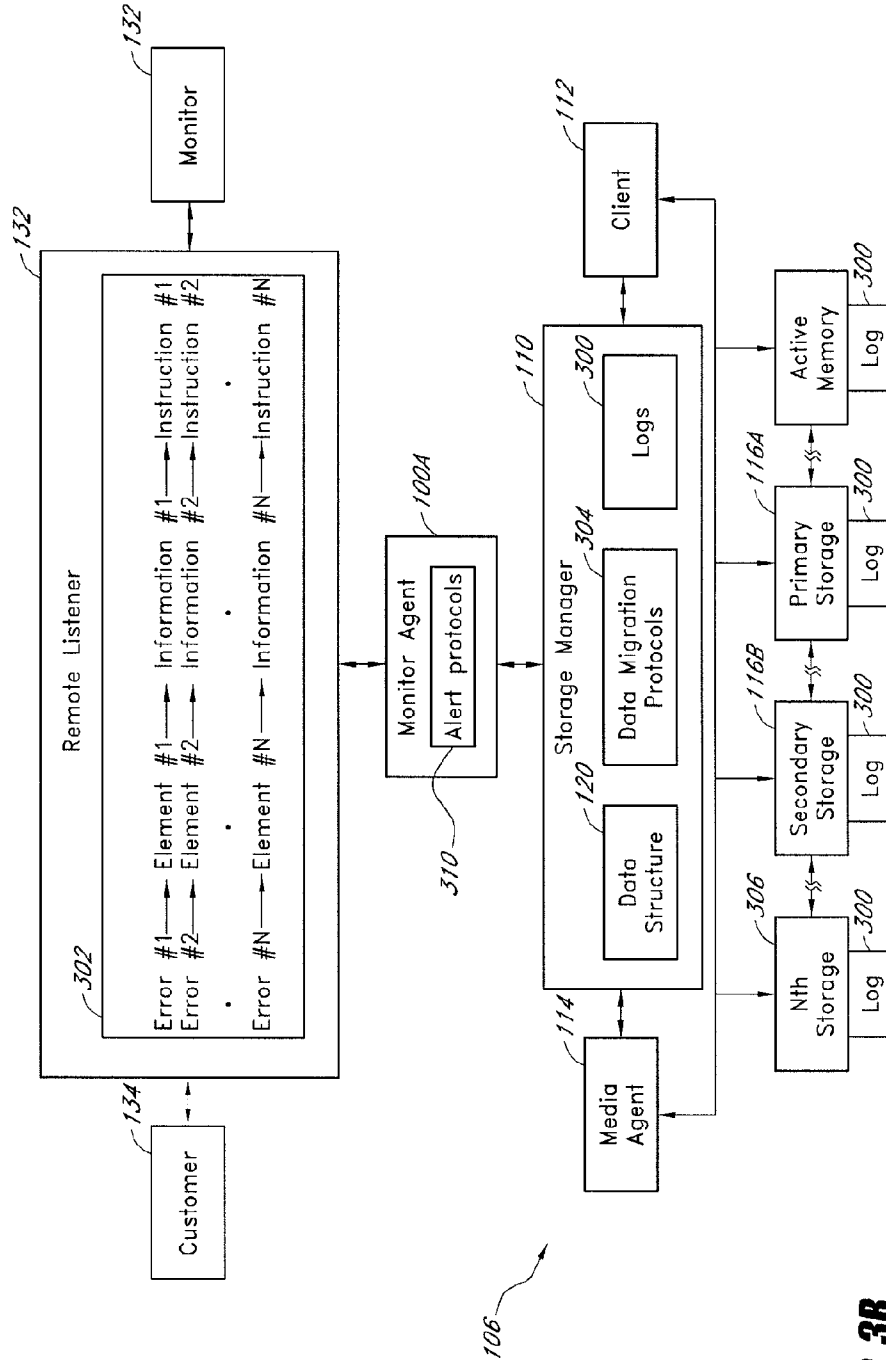 132
Remote Listener
302
Error #1 Element #1 Information #1 Instruction #1
Error #2 Element #2 Information #2 Instruction #2
. . . .
Error #N Element #N Information #N Instruction #N
134
Customer
132
Monitor
100A
Monitor Agent
Alert protocols
310
106
110
Storage Manager
120
Data
Structure
304
Data Migration
Protocols
300
Logs
114
Media
Agent
112
Client
306
Nth
Storage
300
Log
116B
Secondary
Storage
300
Log
116A
Primary
Storage
300
Log
Active
Memory
300
Log
3B